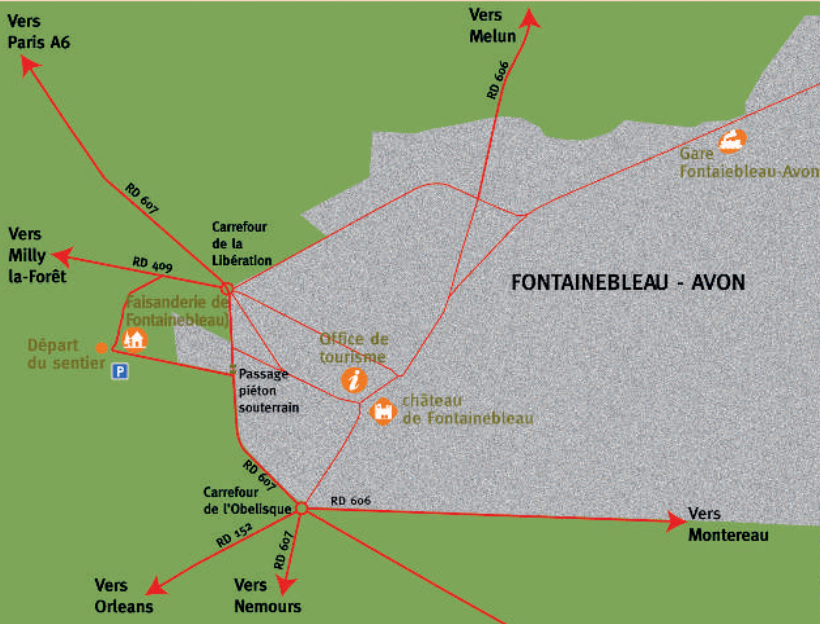 Vers
Paris A6
Vers
Melun
RD 606
Gare
Fontaiebleau-Avon
RD 607
Carrefour
de la
Libération
Vers
Milly
la-Forêt
RD 409
FONTAINEBLEAU - AVON
Faisanderie de
Fontainebleau)
Départ
du sentier
P
Office de
tourisme
i
Passage
piéton
souterrain
château
de Fontainebleau
RD 607
Carrefour
de l'Obelisque
RD 606
Vers
Montereau
RD 152
RD 607
Vers
Orleans
Vers
Nemours